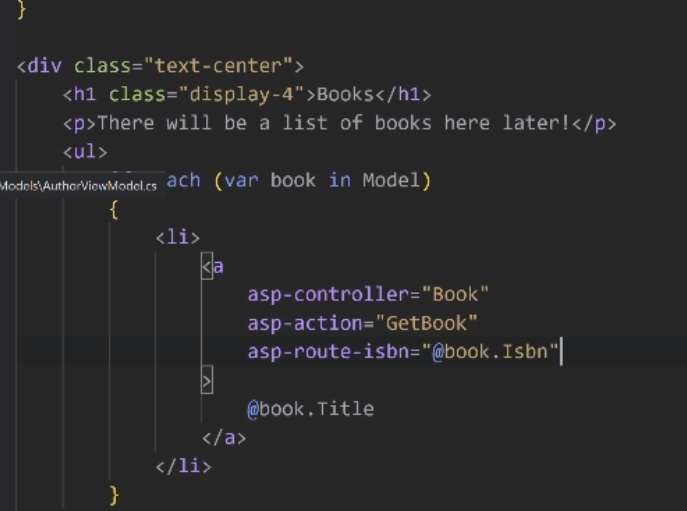 }
<div class="text-center">
<h1 class="display-4">Books</h1>
<p>There will be a list of books here later!</p>
<ul>
Models\AuthorViewModel.cs
ach (var book in Model)
{
<li>
<a
asp-controller="Book"
asp-action="GetBook"
asp-route-isbn="@book.Isbn"
>
@book.Title
</a>
</li>
}